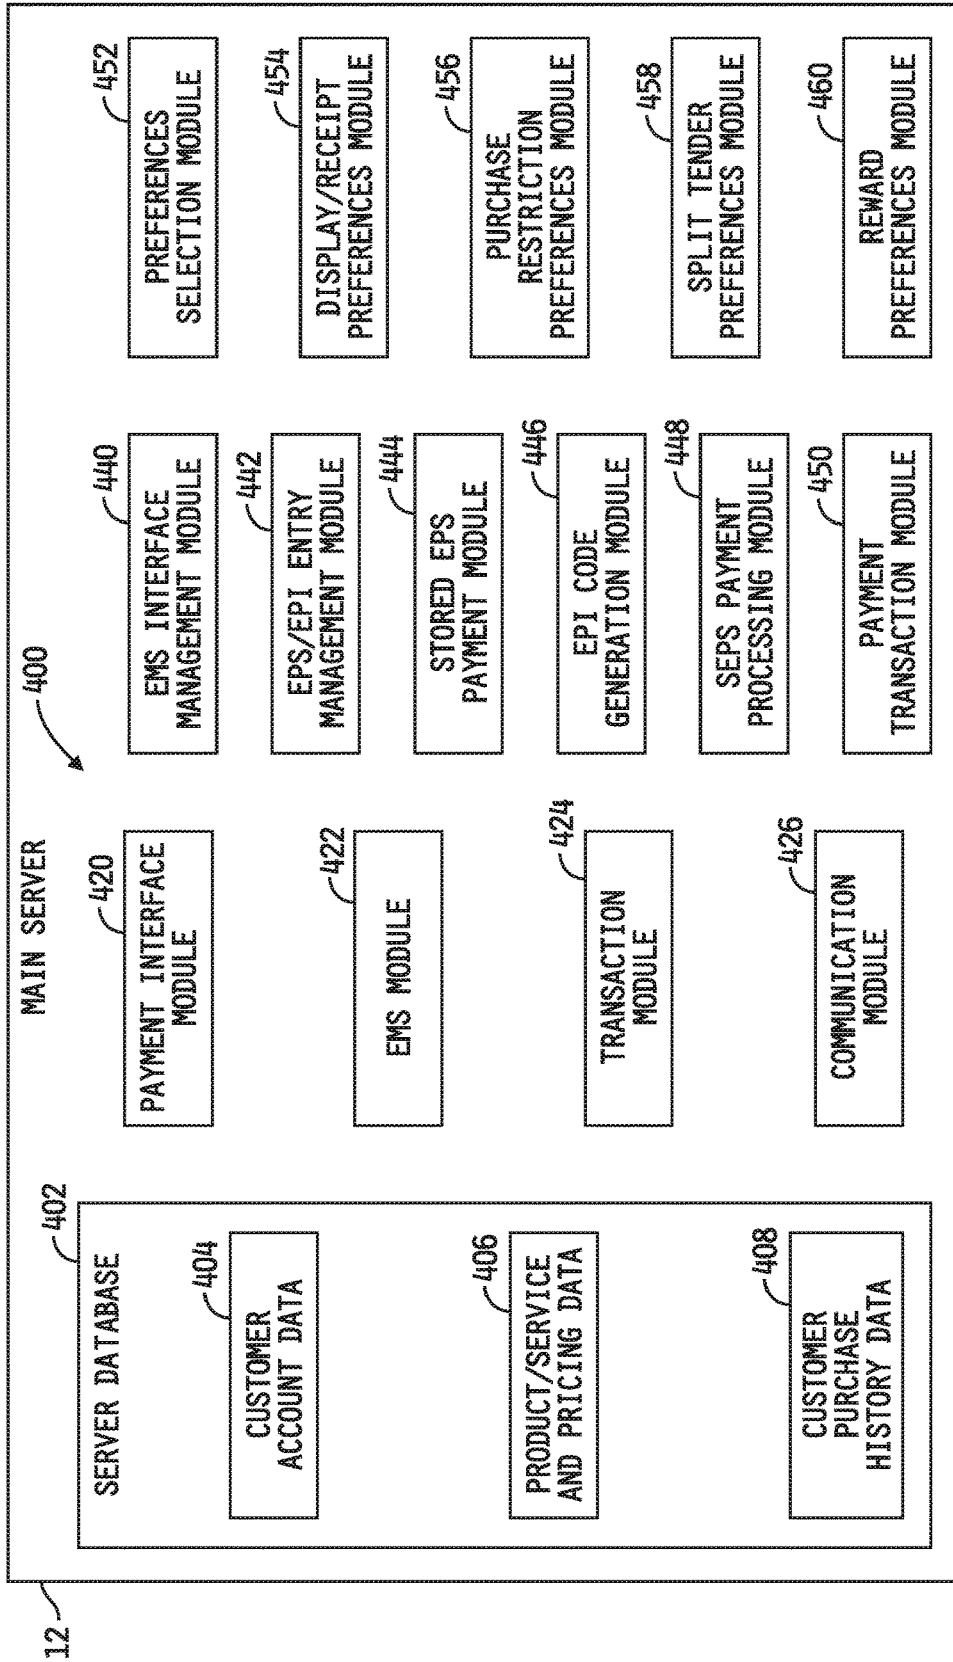 12
MAIN SERVER
400
402
SERVER DATABASE
404
CUSTOMER
ACCOUNT DATA
406
PRODUCT/SERVICE
AND PRICING DATA
408
CUSTOMER
PURCHASE
HISTORY DATA
420
PAYMENT INTERFACE
MODULE
422
EMS MODULE
424
TRANSACTION
MODULE
426
COMMUNICATION
MODULE
440
EMS INTERFACE
MANAGEMENT MODULE
442
EPS/EPI ENTRY
MANAGEMENT MODULE
444
STORED EPS
PAYMENT MODULE
446
EPI CODE
GENERATION MODULE
448
SEPS PAYMENT
PROCESSING MODULE
450
PAYMENT
TRANSACTION MODULE
452
PREFERENCES
SELECTION MODULE
454
DISPLAY/RECEIPT
PREFERENCES MODULE
456
PURCHASE
RESTRICTION
PREFERENCES MODULE
458
SPLIT TENDER
PREFERENCES MODULE
460
REWARD
PREFERENCES MODULE